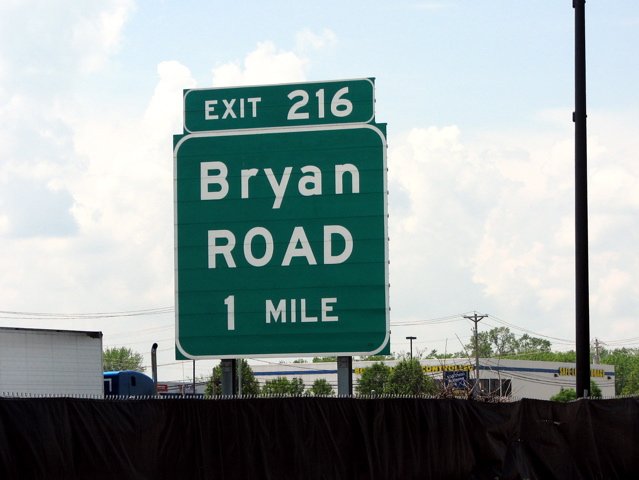 EXIT 216
Bryan
ROAD
1 MILE